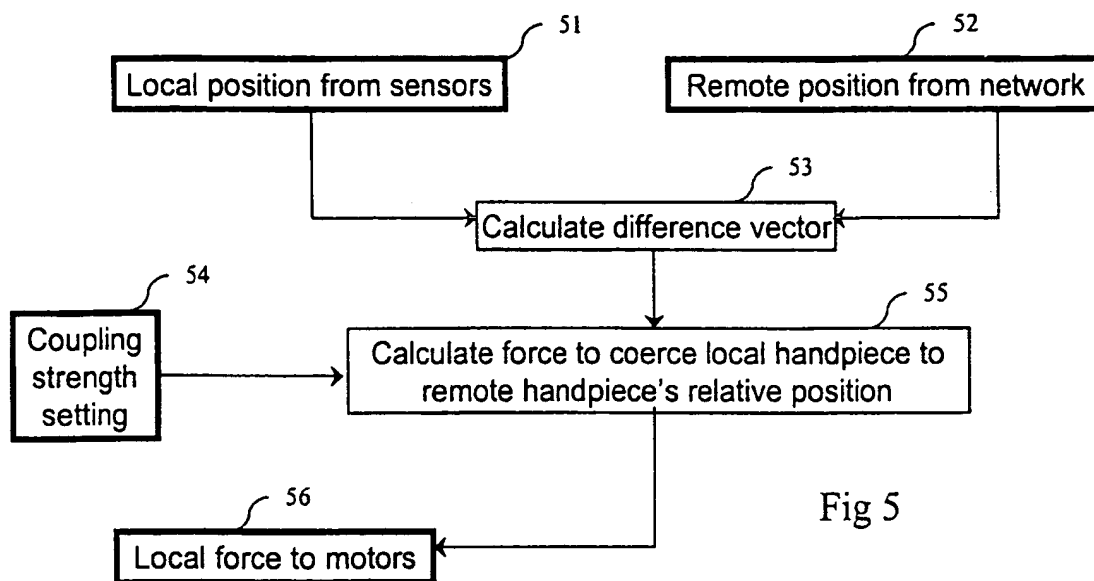 51
52
Local position from sensors
Remote position from network
53
Calculate difference vector
54
55
Coupling
strength
setting
Calculate force to coerce local handpiece to
remote handpiece's relative position
56
Local force to motors
Fig 5